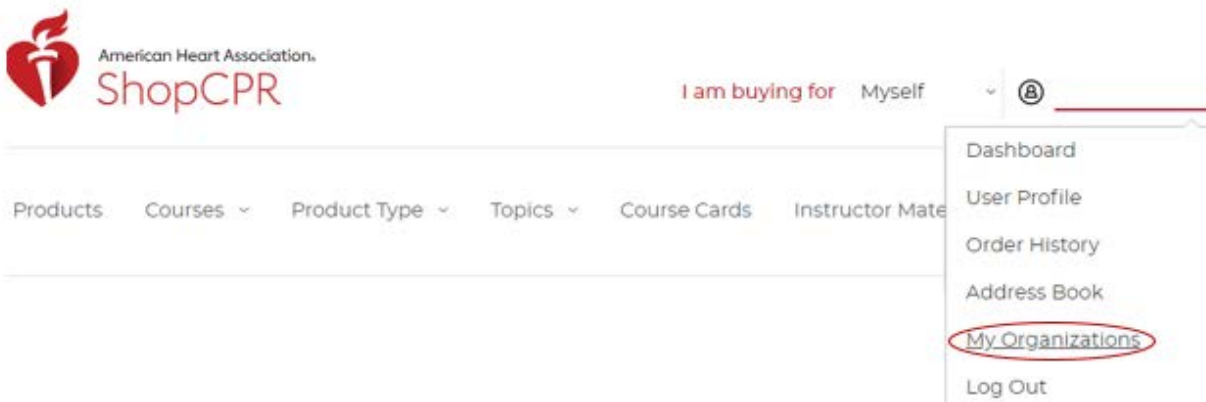 American Heart Association.
ShopCPR
I am buying for Myself
Dashboard
User Profile
Order History
Address Book
My Organizations
Log Out
Products Courses Product Type Topics Course Cards Instructor Mate